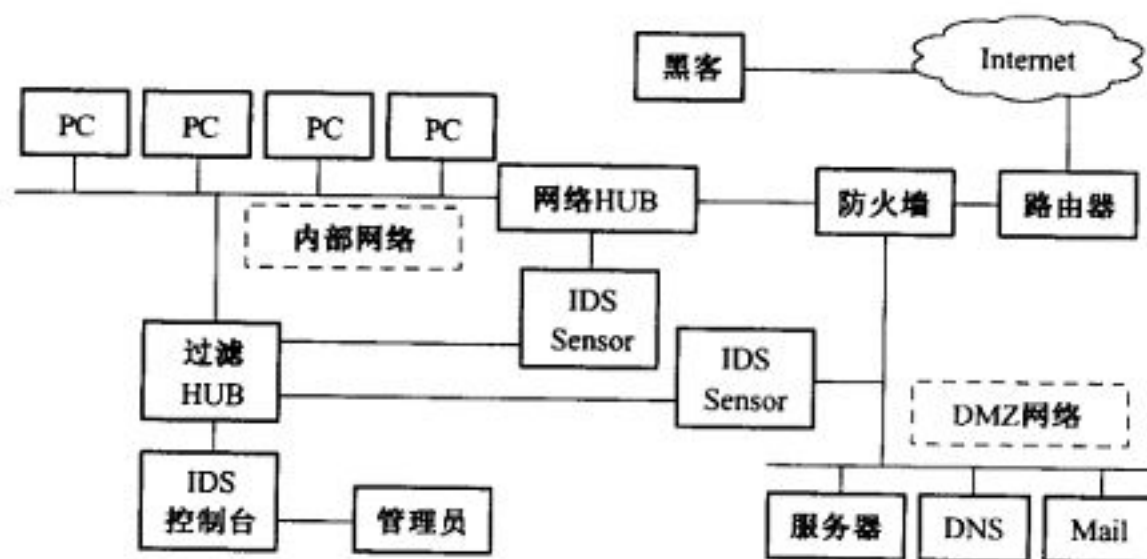 黑客
Internet
PC
PC
PC
PC
网络HUB
防火墙
路由器
内部网络
IDS
Sensor
过滤
HUB
IDS
Sensor
DMZ网络
IDS
控制台
管理员
服务器
DNS
Mail